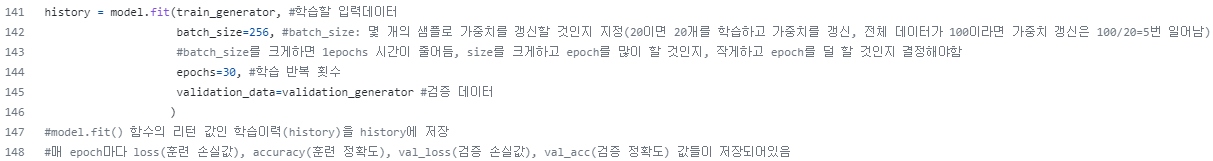 141 history = model.fit(train_generator, #학습할 입력데이터
142 batch_size=256, #batch_size: 몇 개의 샘플로 가중치를 갱신할 것인지 지정(20이면 20개를 학습하고 가중치를 갱신, 전체 데이터가 100이라면 가중치 갱신은 100/20=5번 일어남)
143 #batch_size를 크게하면 1epochs 시간이 줄어듬, size를 크게하고 epoch를 많이 할 것인지, 작게하고 epoch를 덜 할 것인지 결정해야함
144 epochs=30, #학습 반복 횟수
145 validation_data=validation_generator #검증 데이터
146 )
147 #model.fit() 함수의 리턴 값인 학습이력(history)을 history에 저장
148 #매 epoch마다 loss(훈련 손실값), accuracy(훈련 정확도), val_loss(검증 손실값), val_acc(검증 정확도) 값들이 저장되어있음